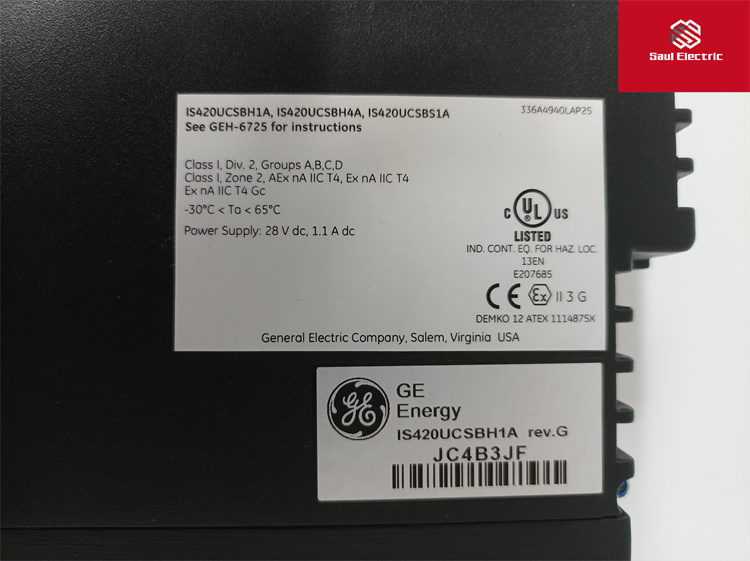 Saul Electric
IS420UCSBH1A, IS420UCSBH4A, IS420UCSBS1A
336A4940LAP25
See GEH-6725 for instructions
Class I, Div. 2, Groups A,B,C,D
Class I, Zone 2, AEx nA IIC T4, Ex nA IIC T4
Ex nA IIC T4 Gc
-30°C < Ta < 65°C
Power Supply: 28 V dc, 1.1 A dc
C UL US
LISTED
IND. CONT. EQ. FOR HAZ. LOC.
13EN
E207685
CE Ex II 3 G
DEMKO 12 ATEX 1114875X
General Electric Company, Salem, Virginia USA
GE
GE
Energy
IS420UCSBH1A rev.G
JC4B3JF